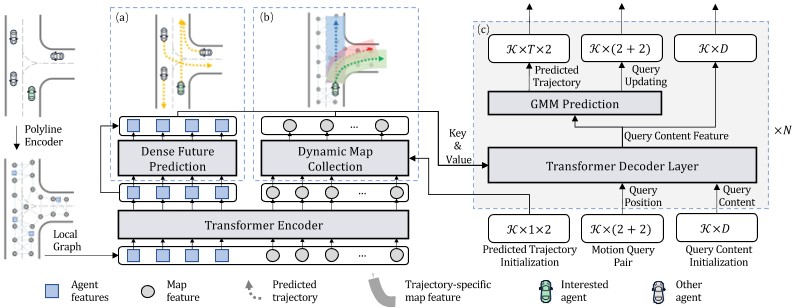 (a)
(b)
(c)
𝒦×T×2
𝒦×(2+2)
𝒦×D
Predicted
Trajectory
Query
Updating
GMM Prediction
Query Content Feature
×N
Polyline
Encoder
Dense Future
Prediction
Dynamic Map
Collection
...
Key
& Value
Transformer Decoder Layer
Query
Position
Query
Content
...
Transformer Encoder
Local
Graph
...
𝒦×1×2
𝒦×(2+2)
𝒦×D
Predicted Trajectory
Initialization
Motion Query
Pair
Query Content
Initialization
Agent
features
Map
feature
Predicted
trajectory
Trajectory-specific
map feature
Interested
agent
Other
agent